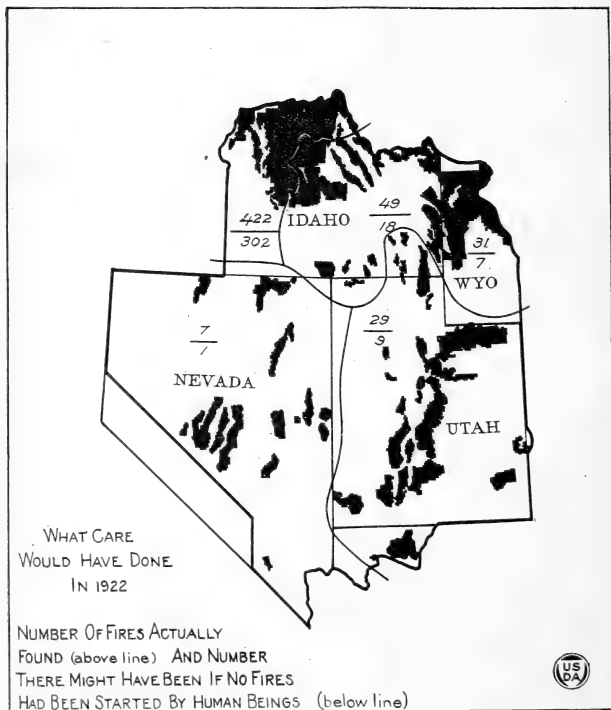 422
302
IDAHO
49
18
31
7
WYO
7
1
29
9
NEVADA
UTAH
WHAT CARE
WOULD HAVE DONE
IN 1922
NUMBER OF FIRES ACTUALLY
FOUND (above line) AND NUMBER
THERE MIGHT HAVE BEEN IF NO FIRES
HAD BEEN STARTED BY HUMAN BEINGS (below line)
US
DA